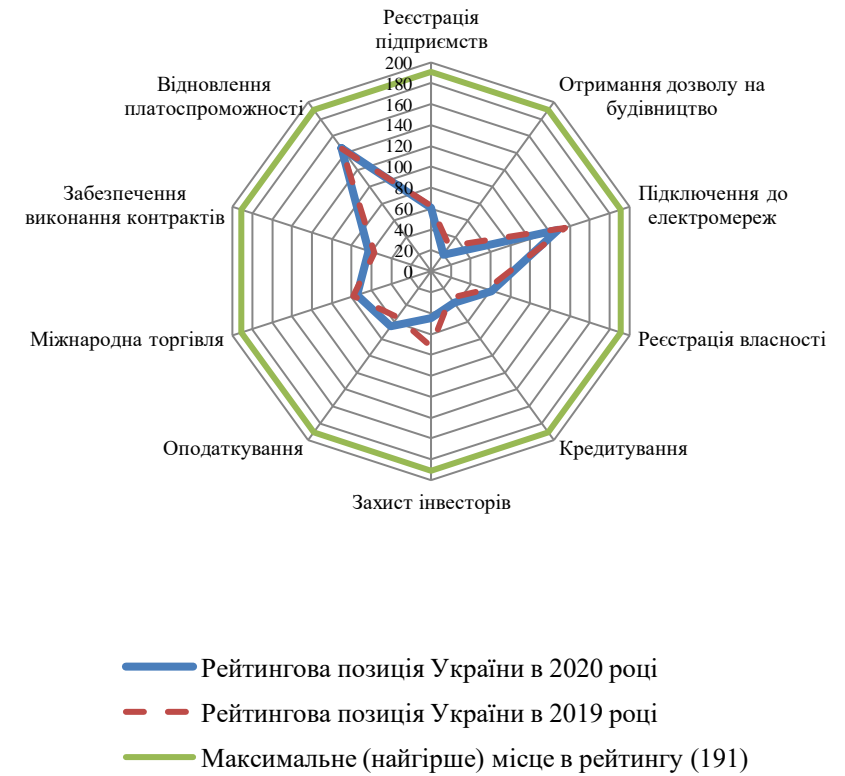 Реєстрація
підприємств
Отримання дозволу на
будівництво
Підключення до
електромереж
Реєстрація власності
Кредитування
Захист інвесторів
Оподаткування
Міжнародна торгівля
Забезпечення
виконання контрактів
Відновлення
платоспроможності
200
180
160
140
120
100
80
60
40
20
0
Рейтингова позиція України в 2020 році
Рейтингова позиція України в 2019 році
Максимальне (найгірше) місце в рейтингу (191)